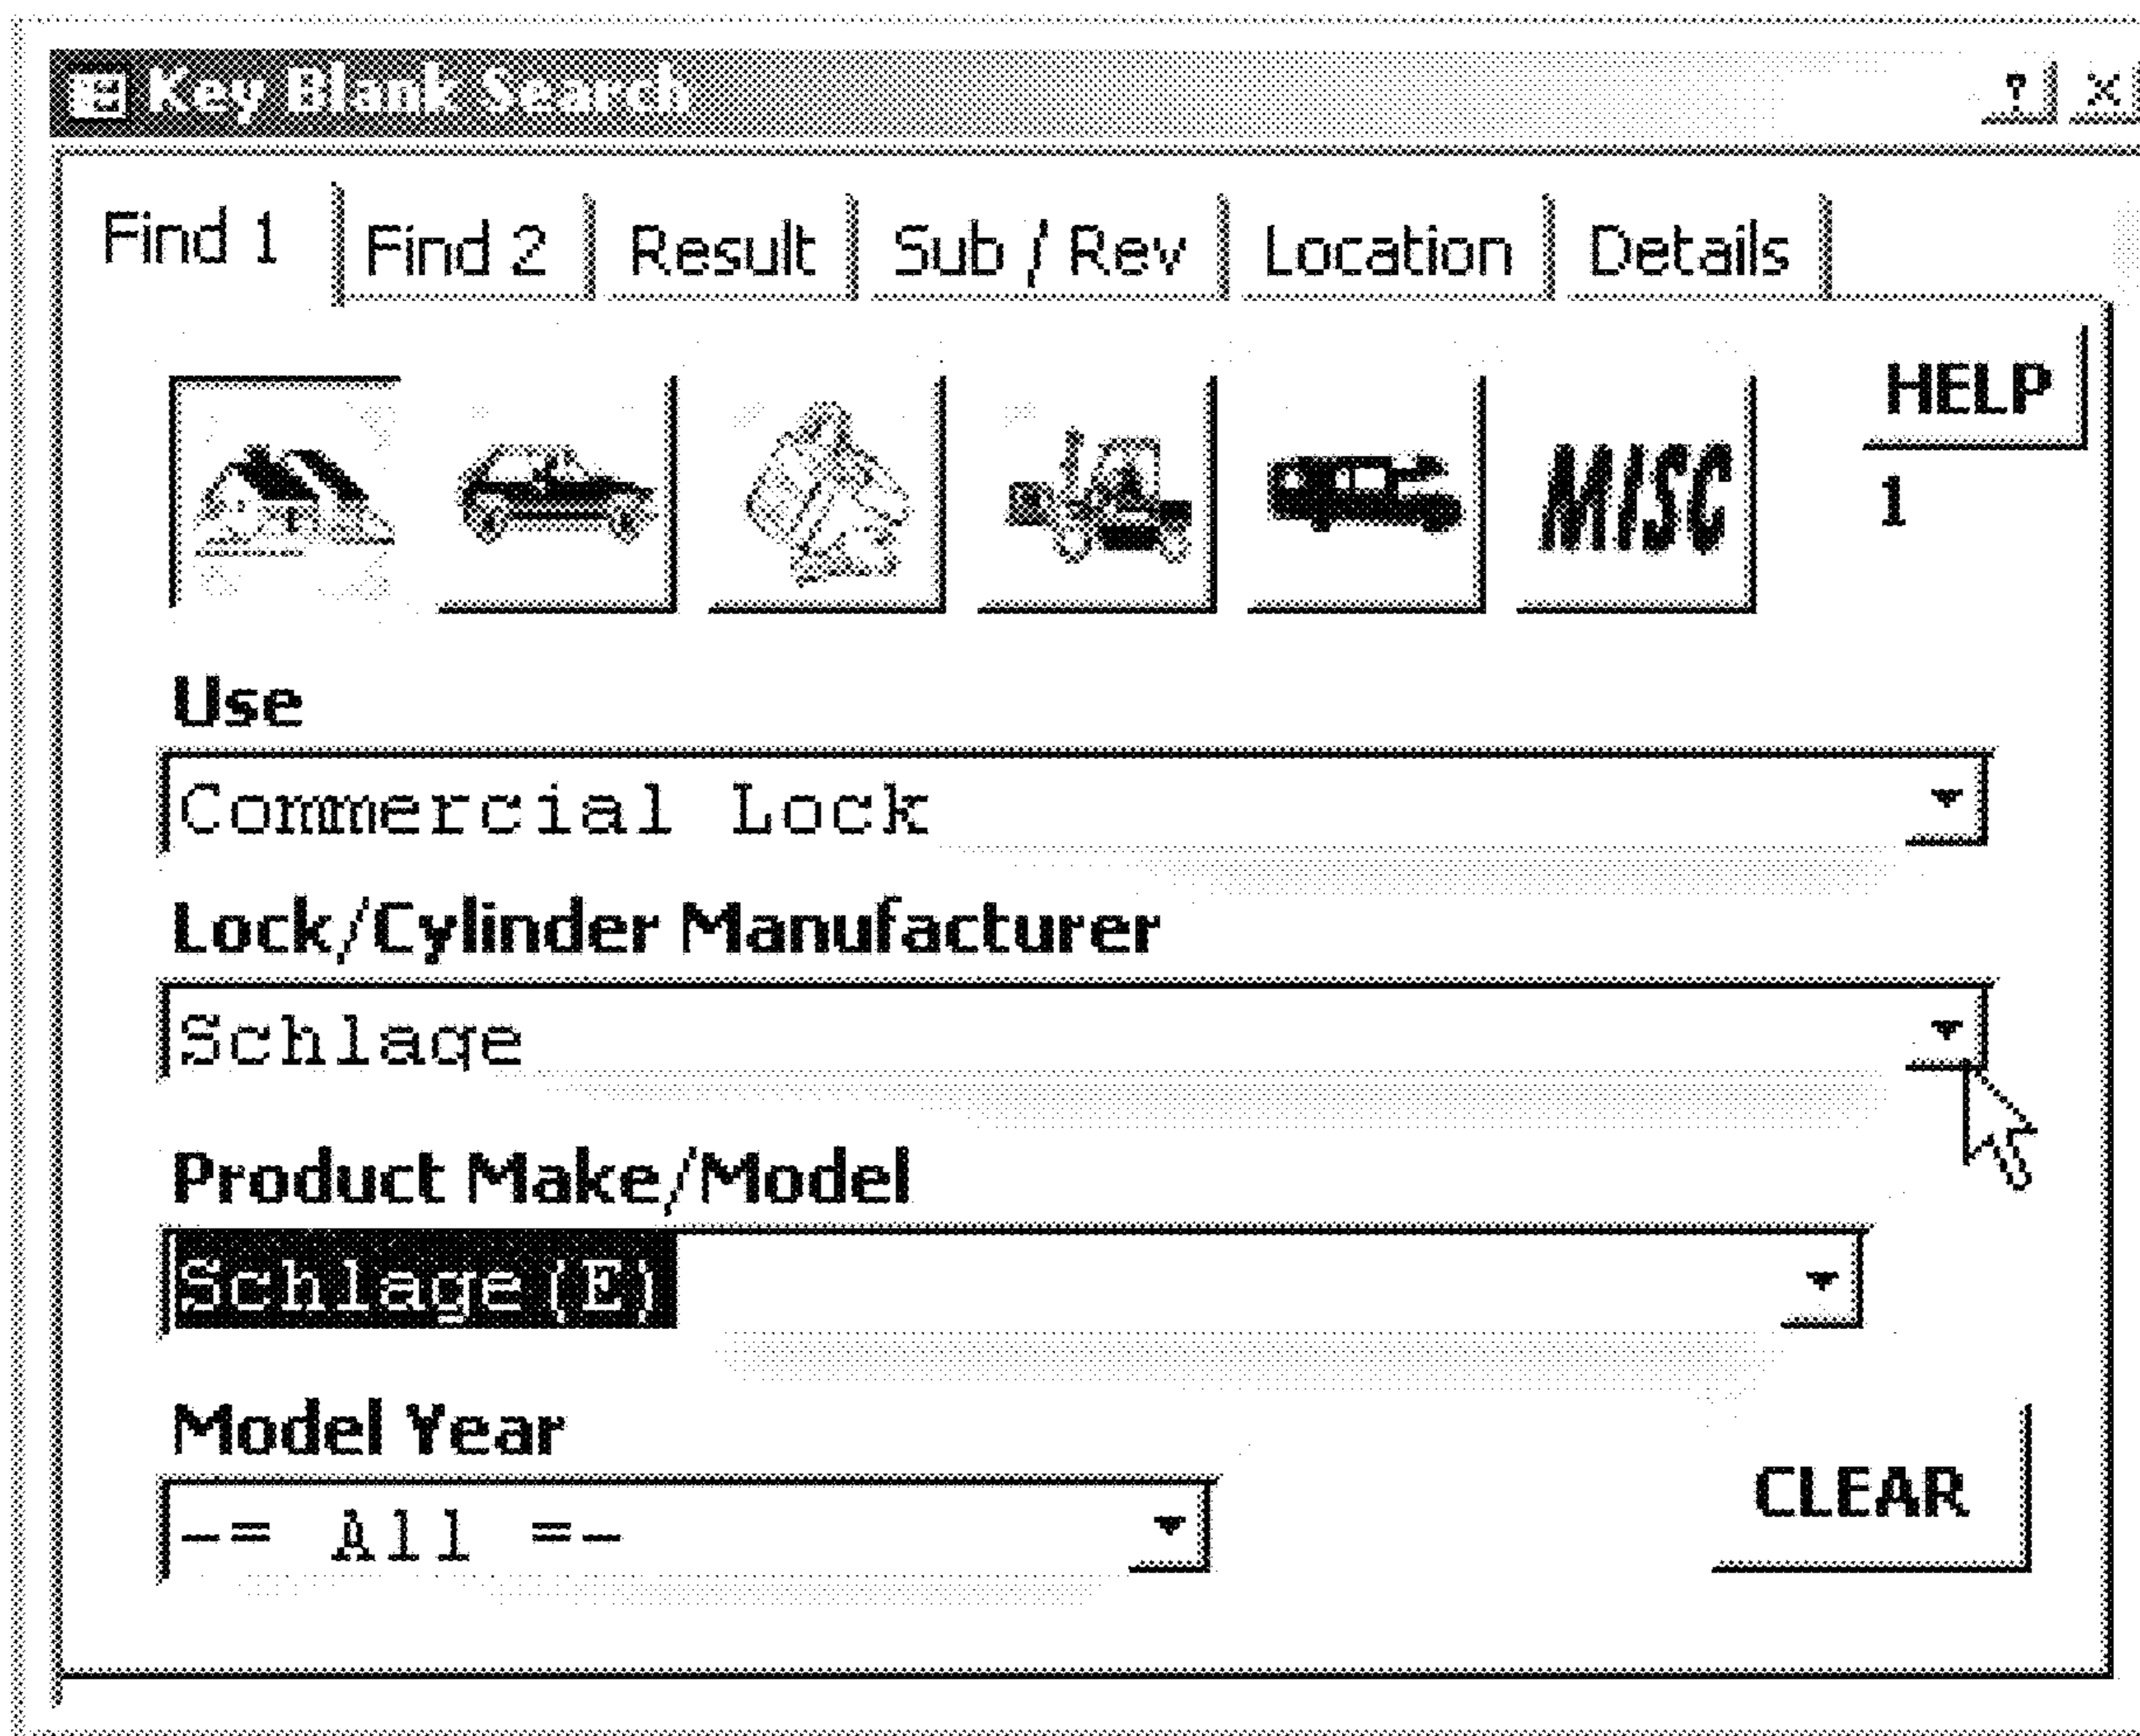 Key Blank Search ? ×
Find 1 Find 2 Result Sub / Rev Location Details
HELP
MISC
1
Use
Commercial Lock
Lock/Cylinder Manufacturer
Schlage
Product Make/Model
Schlage(E)
Model Year
-= All =-
CLEAR